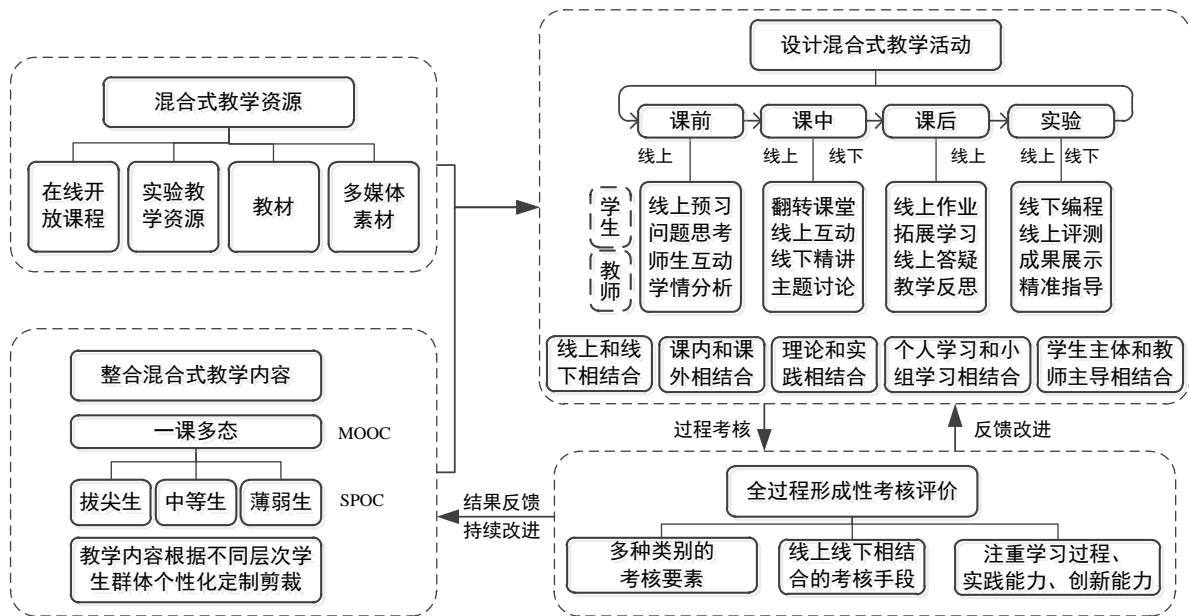 混合式教学资源
在线开
放课程
实验教
学资源
教材
多媒体
素材
设计混合式教学活动
课前
课中
课后
实验
线上
线上
线下
线上
线上
线下
学生
教师
线上预习
问题思考
师生互动
学情分析
翻转课堂
线上互动
线下精讲
主题讨论
线上作业
拓展学习
线上答疑
教学反思
线下编程
线上评测
成果展示
精准指导
线上和线
下相结合
课内和课
外相结合
理论和实
践相结合
个人学习和小
组学习相结合
学生主体和教
师主导相结合
整合混合式教学内容
一课多态
MOOC
拔尖生
中等生
薄弱生
SPOC
教学内容根据不同层次学
生群体个性化定制剪裁
过程考核
反馈改进
结果反馈
持续改进
全过程形成性考核评价
多种类别的
考核要素
线上线下相结
合的考核手段
注重学习过程、
实践能力、创新能力